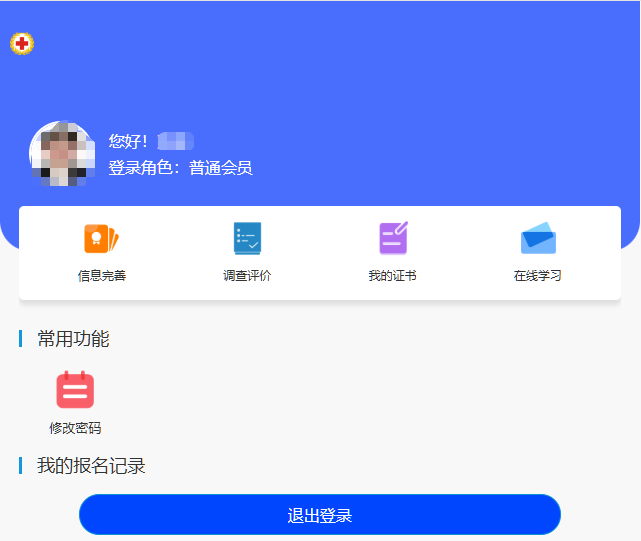 您好！
登录角色：普通会员
信息完善 调查评价 我的证书 在线学习
常用功能
修改密码
我的报名记录
退出登录